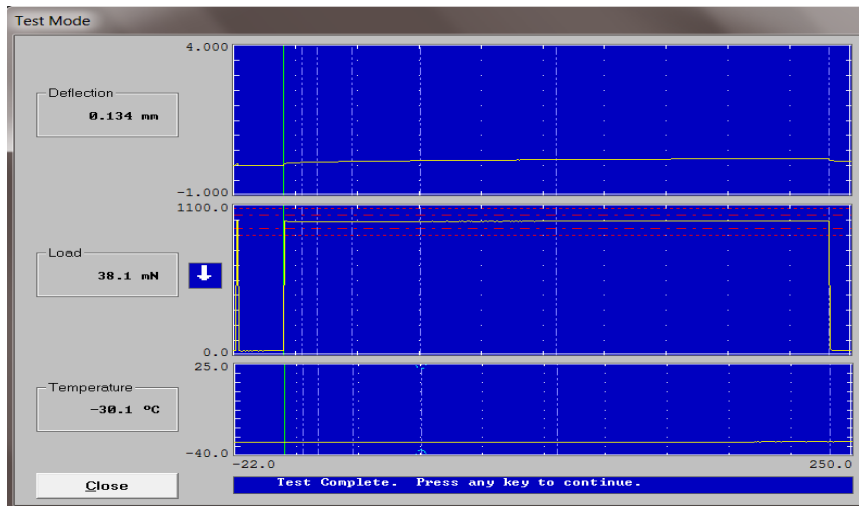 Test Mode
4.000
Deflection
0.134 mm
-1.000
1100.0
Load
38.1 mN
0.0
25.0
Temperature
-30.1 ºC
-40.0
-22.0 250.0
Close
Test Complete. Press any key to continue.